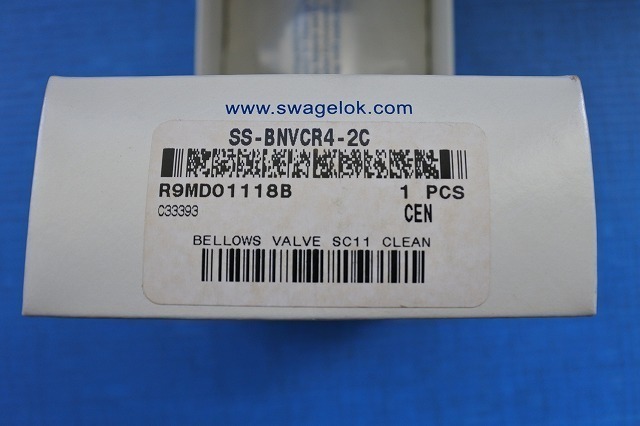 www.swagelok.com
SS-BNVCR4-2C
R9MD01118B 1 PCS
C33393 CEN
BELLOWS VALVE SC11 CLEAN